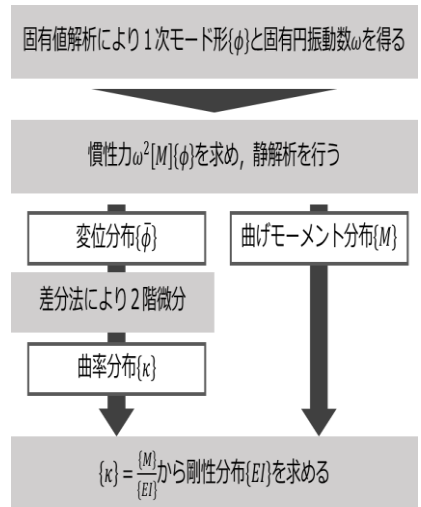 固有値解析により１次モード形{ϕ}と固有円振動数ωを得る
慣性力ω²[M]{ϕ}を求め，静解析を行う
変位分布{ϕ̄}
曲げモーメント分布{M}
差分法により２階微分
曲率分布{κ}
{κ} = {M}/{EI}から剛性分布{EI}を求める